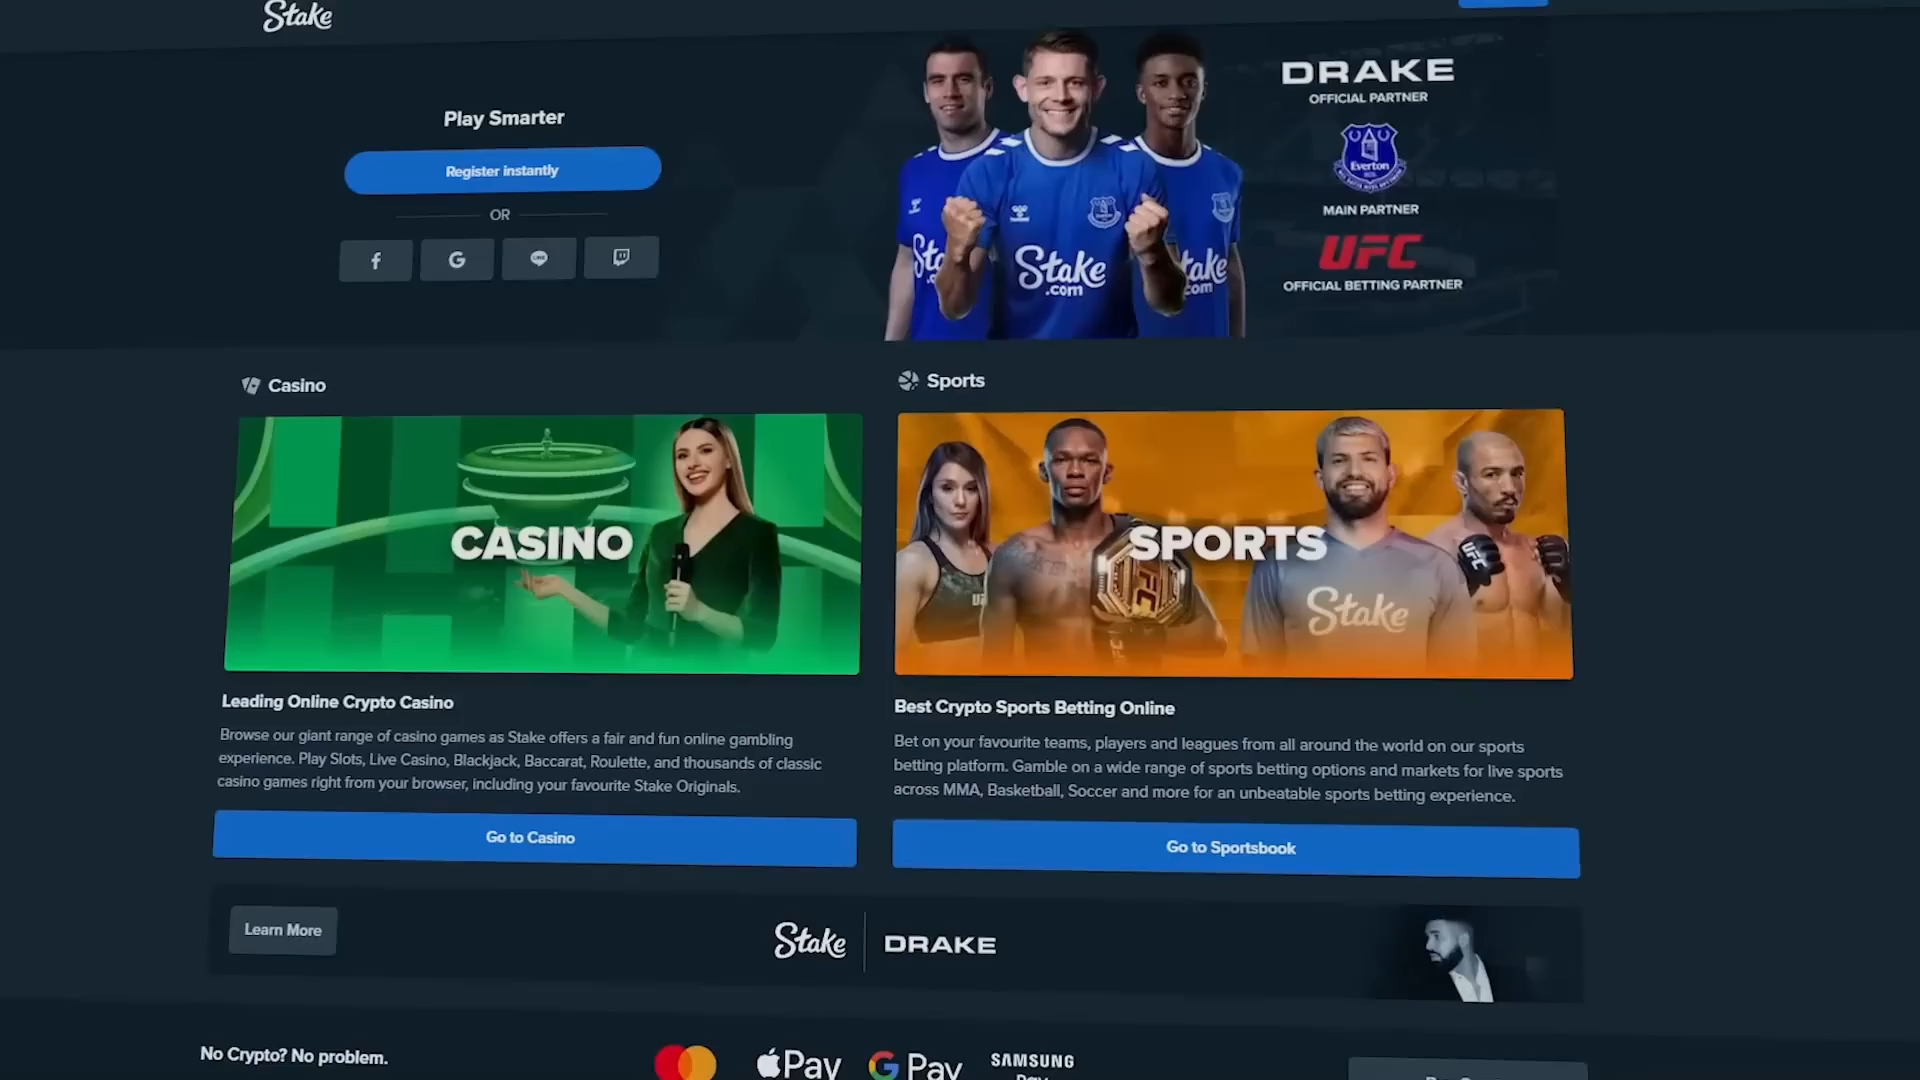 Stake
Play Smarter
Register instantly
OR
DRAKE
OFFICIAL PARTNER
Everton
MAIN PARTNER
UFC
OFFICIAL BETTING PARTNER
Stake
.com
Casino
CASINO
Leading Online Crypto Casino
Browse our giant range of casino games as Stake offers a fair and fun online gambling
experience. Play Slots, Live Casino, Blackjack, Baccarat, Roulette, and thousands of classic
casino games right from your browser, including your favourite Stake Originals.
Go to Casino
Sports
SPORTS
Stake
UFC
Best Crypto Sports Betting Online
Bet on your favourite teams, players and leagues from all around the world on our sports
betting platform. Gamble on a wide range of sports betting options and markets for live sports
across MMA, Basketball, Soccer and more for an unbeatable sports betting experience.
Go to Sportsbook
Learn More
Stake
DRAKE
No Crypto? No problem.
Pay
G Pay
SAMSUNG
Pay